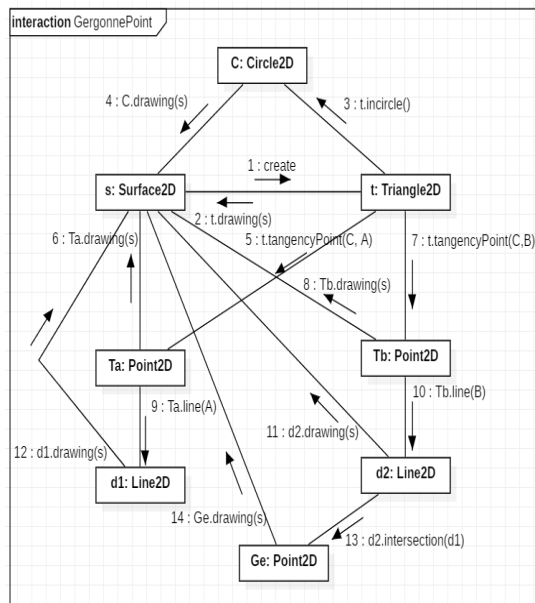 interaction GergonnePoint
C: Circle2D
4 : C.drawing(s)
3 : t.incircle()
1 : create
s: Surface2D
t: Triangle2D
2 : t.drawing(s)
6 : Ta.drawing(s)
5 : t.tangencyPoint(C, A)
7 : t.tangencyPoint(C,B)
8 : Tb.drawing(s)
Ta: Point2D
Tb: Point2D
9 : Ta.line(A)
10 : Tb.line(B)
11 : d2.drawing(s)
12 : d1.drawing(s)
d1: Line2D
d2: Line2D
14 : Ge.drawing(s)
13 : d2.intersection(d1)
Ge: Point2D